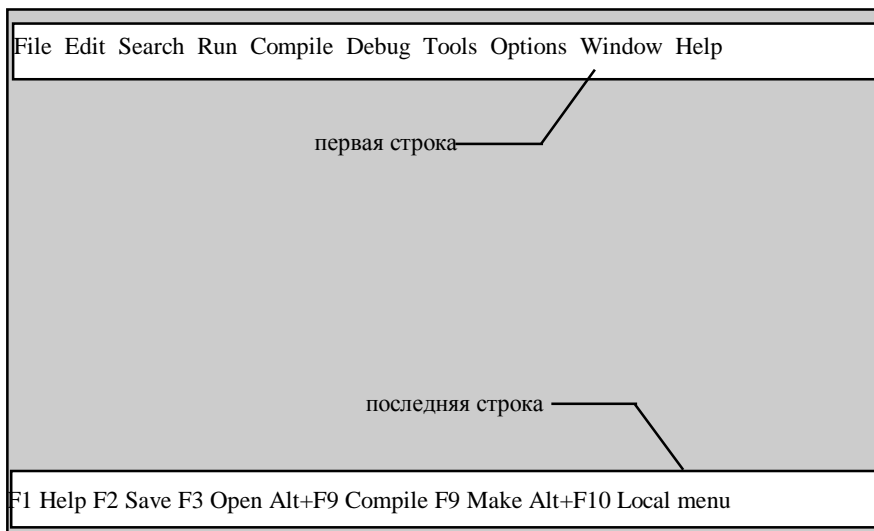 File Edit Search Run Compile Debug Tools Options Window Help
первая строка
последняя строка
F1 Help F2 Save F3 Open Alt+F9 Compile F9 Make Alt+F10 Local menu